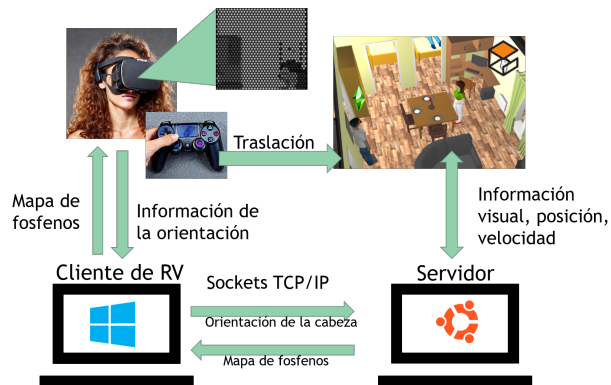 Traslación
Mapa de
fosfenos
Información de
la orientación
Información
visual, posición,
velocidad
Cliente de RV
Sockets TCP/IP
Servidor
Orientación de la cabeza
Mapa de fosfenos